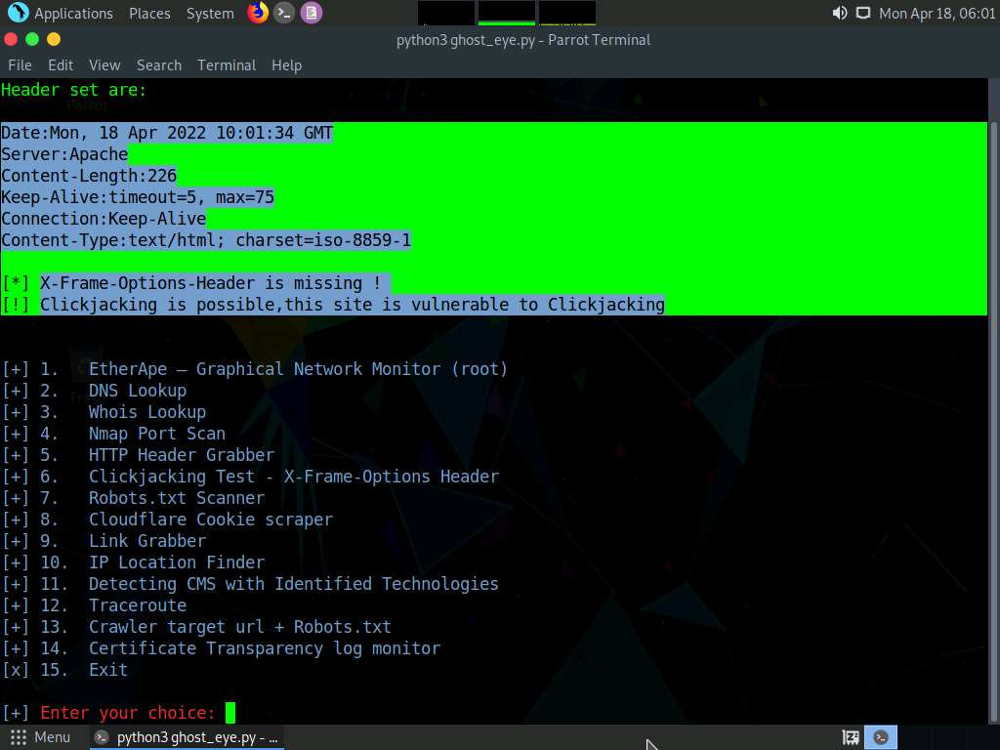 Applications Places System Mon Apr 18, 06:01
python3 ghost_eye.py - Parrot Terminal
File Edit View Search Terminal Help
Header set are:
Date:Mon, 18 Apr 2022 10:01:34 GMT
Server:Apache
Content-Length:226
Keep-Alive:timeout=5, max=75
Connection:Keep-Alive
Content-Type:text/html; charset=iso-8859-1
[*] X-Frame-Options-Header is missing !
[!] Clickjacking is possible,this site is vulnerable to Clickjacking
[+] 1. EtherApe – Graphical Network Monitor (root)
[+] 2. DNS Lookup
[+] 3. Whois Lookup
[+] 4. Nmap Port Scan
[+] 5. HTTP Header Grabber
[+] 6. Clickjacking Test - X-Frame-Options Header
[+] 7. Robots.txt Scanner
[+] 8. Cloudflare Cookie scraper
[+] 9. Link Grabber
[+] 10. IP Location Finder
[+] 11. Detecting CMS with Identified Technologies
[+] 12. Traceroute
[+] 13. Crawler target url + Robots.txt
[+] 14. Certificate Transparency log monitor
[x] 15. Exit
[+] Enter your choice:
Menu python3 ghost_eye.py - ...